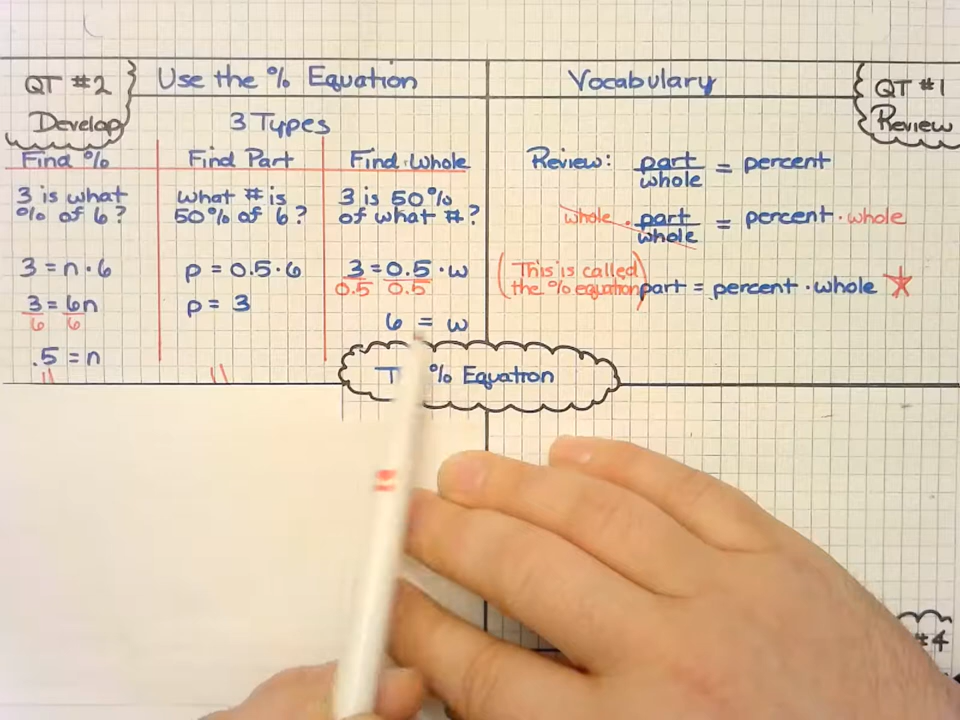 QT #2
Develop
Use the % Equation
3 Types
Find %
3 is what
% of 6?
3 = n · 6
3 = 6n
6 6
.5 = n
Find Part
What # is
50% of 6?
p = 0.5 · 6
p = 3
Find Whole
3 is 50%
of what #?
3 = 0.5 · w
0.5 0.5
6 = w
Vocabulary
QT #1
Review
Review: part = percent
whole
whole · part = percent · whole
whole
(This is called
the % equation) part = percent · whole
% Equation
#4